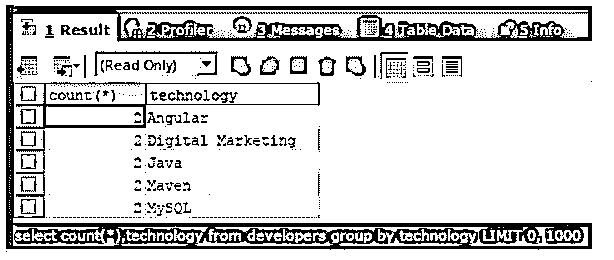 1 Result 2 Profiler 3 Messages 4 Table Data 5 Info
(Read Only)
count(*) technology
2 Angular
2 Digital Marketing
2 Java
2 Maven
2 MySQL
select count(*),technology from developers group by technology LIMIT 0, 1000